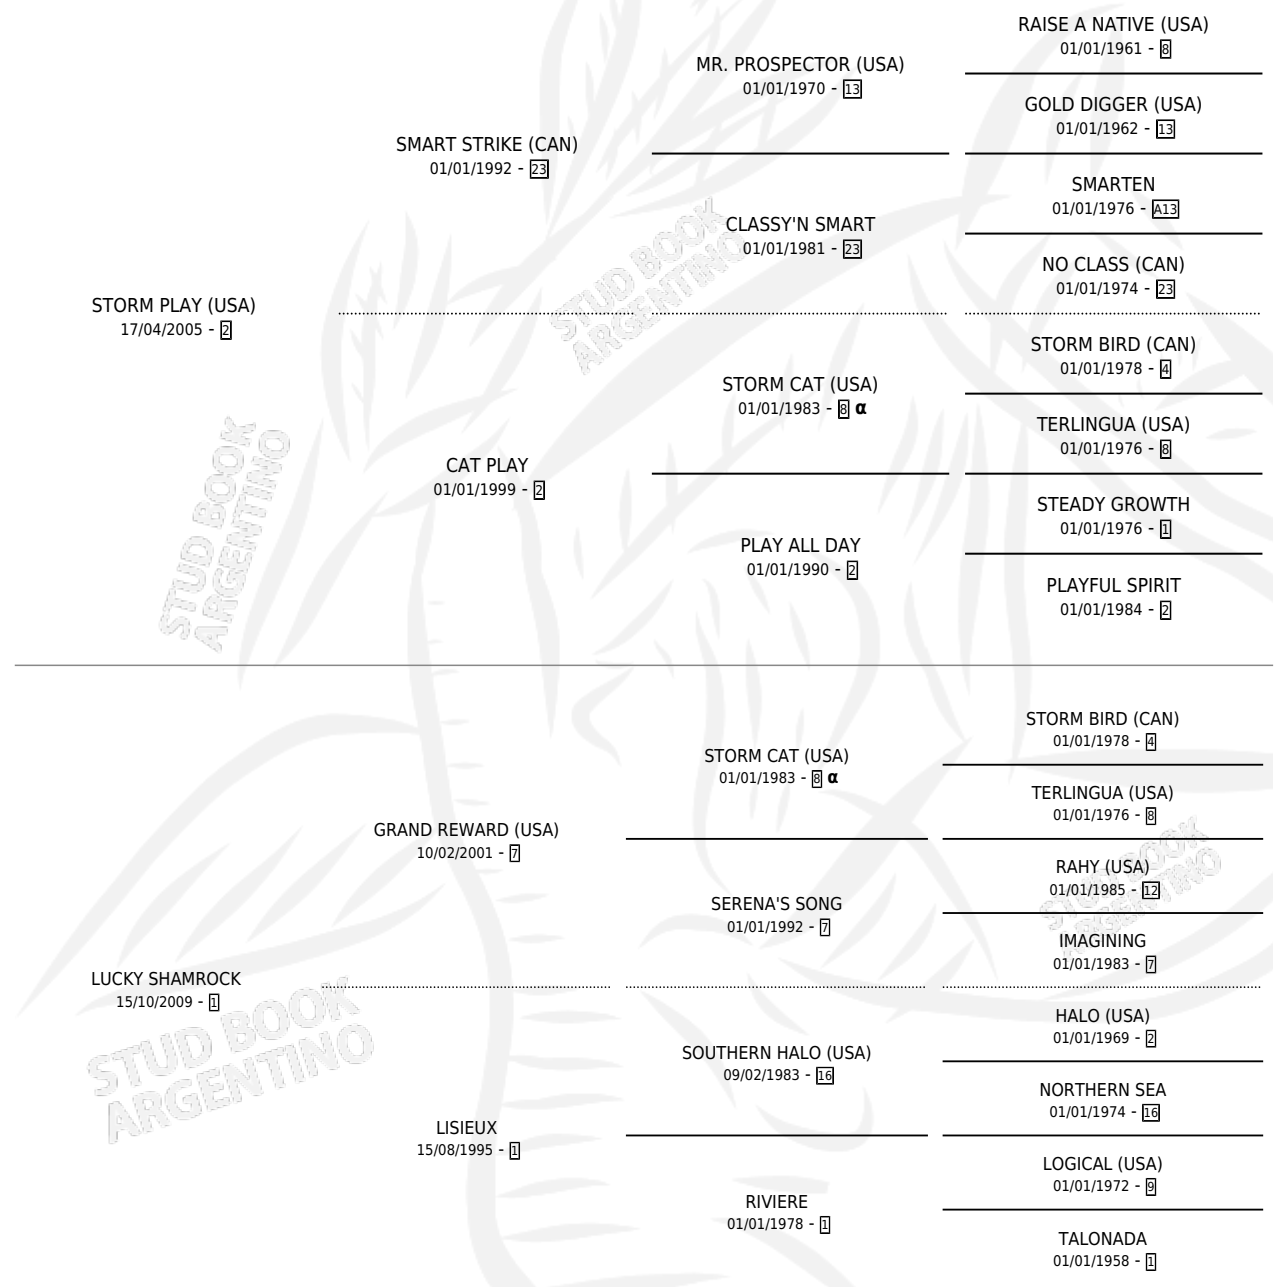 RAISE A NATIVE (USA)
01/01/1961 - 8
MR. PROSPECTOR (USA)
01/01/1970 - 13
GOLD DIGGER (USA)
01/01/1962 - 13
SMART STRIKE (CAN)
01/01/1992 - 23
SMARTEN
01/01/1976 - A13
CLASSY'N SMART
01/01/1981 - 23
NO CLASS (CAN)
01/01/1974 - 23
STORM PLAY (USA)
17/04/2005 - 2
STORM BIRD (CAN)
01/01/1978 - 4
STORM CAT (USA)
01/01/1983 - 8 α
TERLINGUA (USA)
01/01/1976 - 8
CAT PLAY
01/01/1999 - 2
STEADY GROWTH
01/01/1976 - 1
PLAY ALL DAY
01/01/1990 - 2
PLAYFUL SPIRIT
01/01/1984 - 2
STUD BOOK
ARGENTINO
STUD BOOK
ARGENTINO
STORM BIRD (CAN)
01/01/1978 - 4
STORM CAT (USA)
01/01/1983 - 8 α
TERLINGUA (USA)
01/01/1976 - 8
GRAND REWARD (USA)
10/02/2001 - 7
RAHY (USA)
01/01/1985 - 12
SERENA'S SONG
01/01/1992 - 7
IMAGINING
01/01/1983 - 7
LUCKY SHAMROCK
15/10/2009 - 1
HALO (USA)
01/01/1969 - 2
SOUTHERN HALO (USA)
09/02/1983 - 16
NORTHERN SEA
01/01/1974 - 16
LISIEUX
15/08/1995 - 1
LOGICAL (USA)
01/01/1972 - 9
RIVIERE
01/01/1978 - 1
TALONADA
01/01/1958 - 1
STUD BOOK
ARGENTINO
STUD BOOK
ARGENTINO